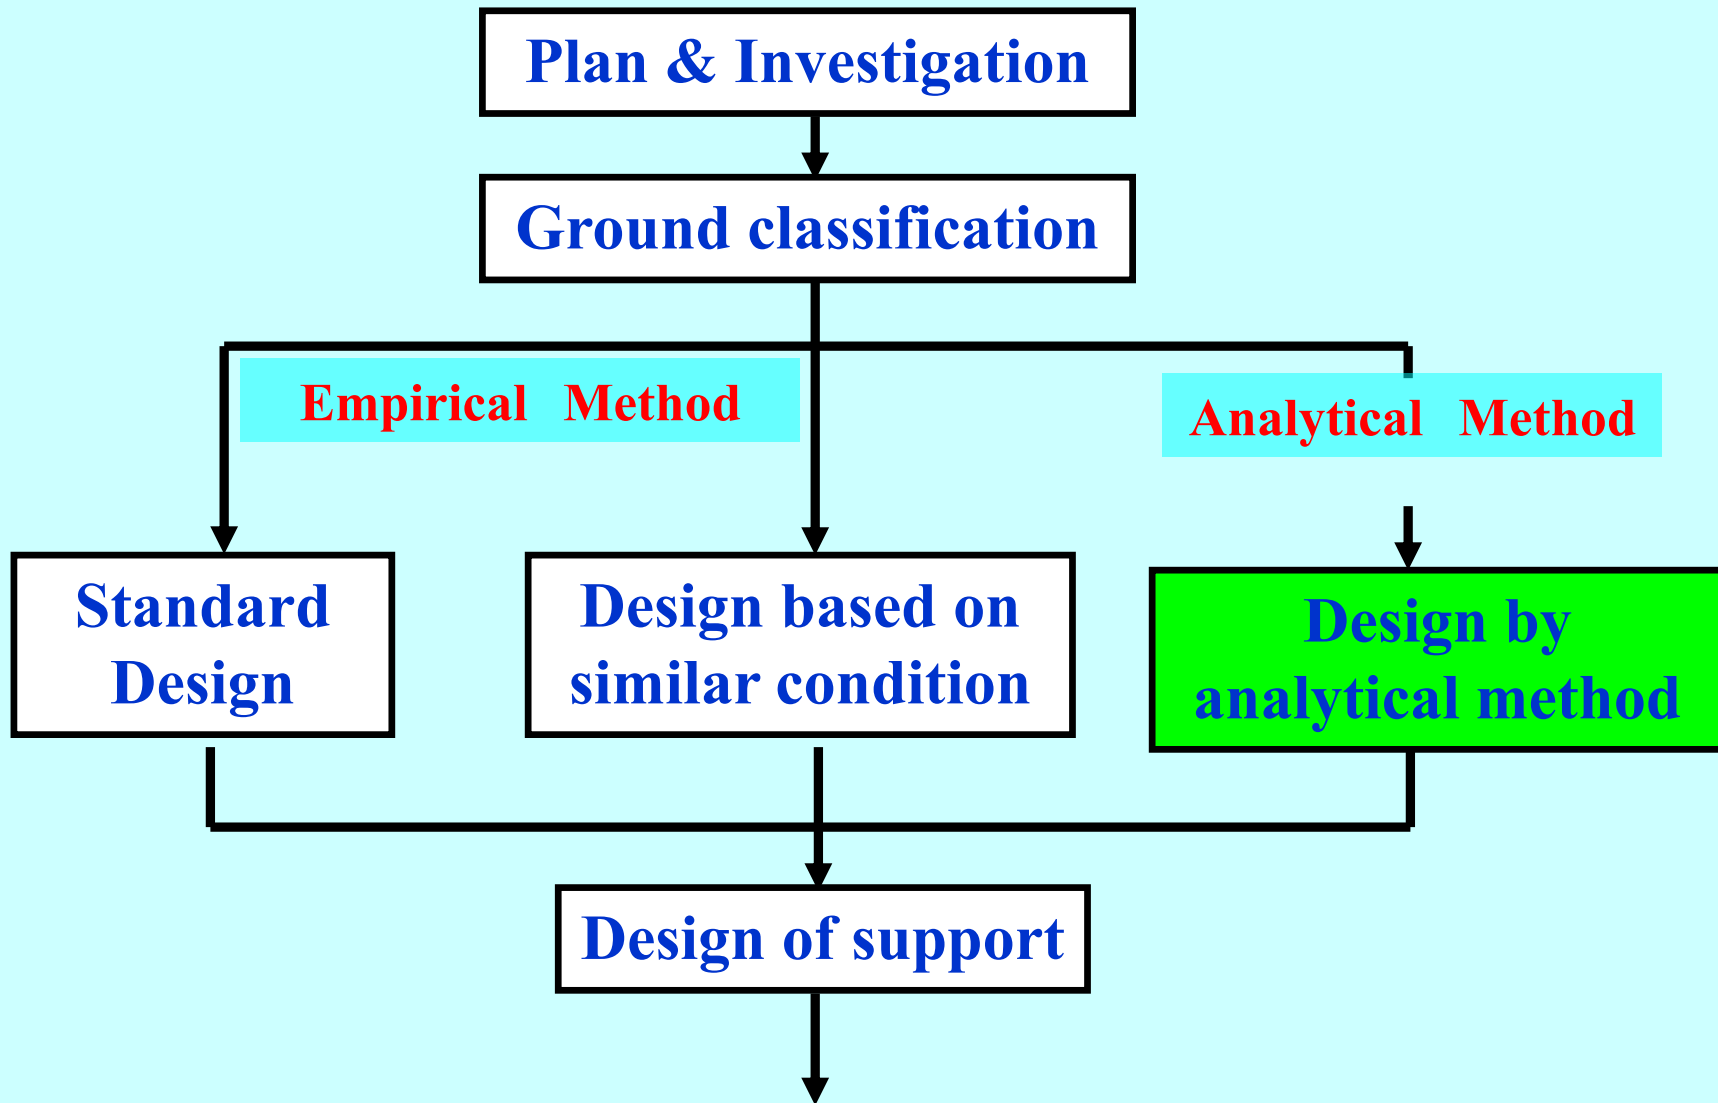 Plan & Investigation
Ground classification
Empirical Method
Analytical Method
Standard
Design
Design based on
similar condition
Design by
analytical method
Design of support